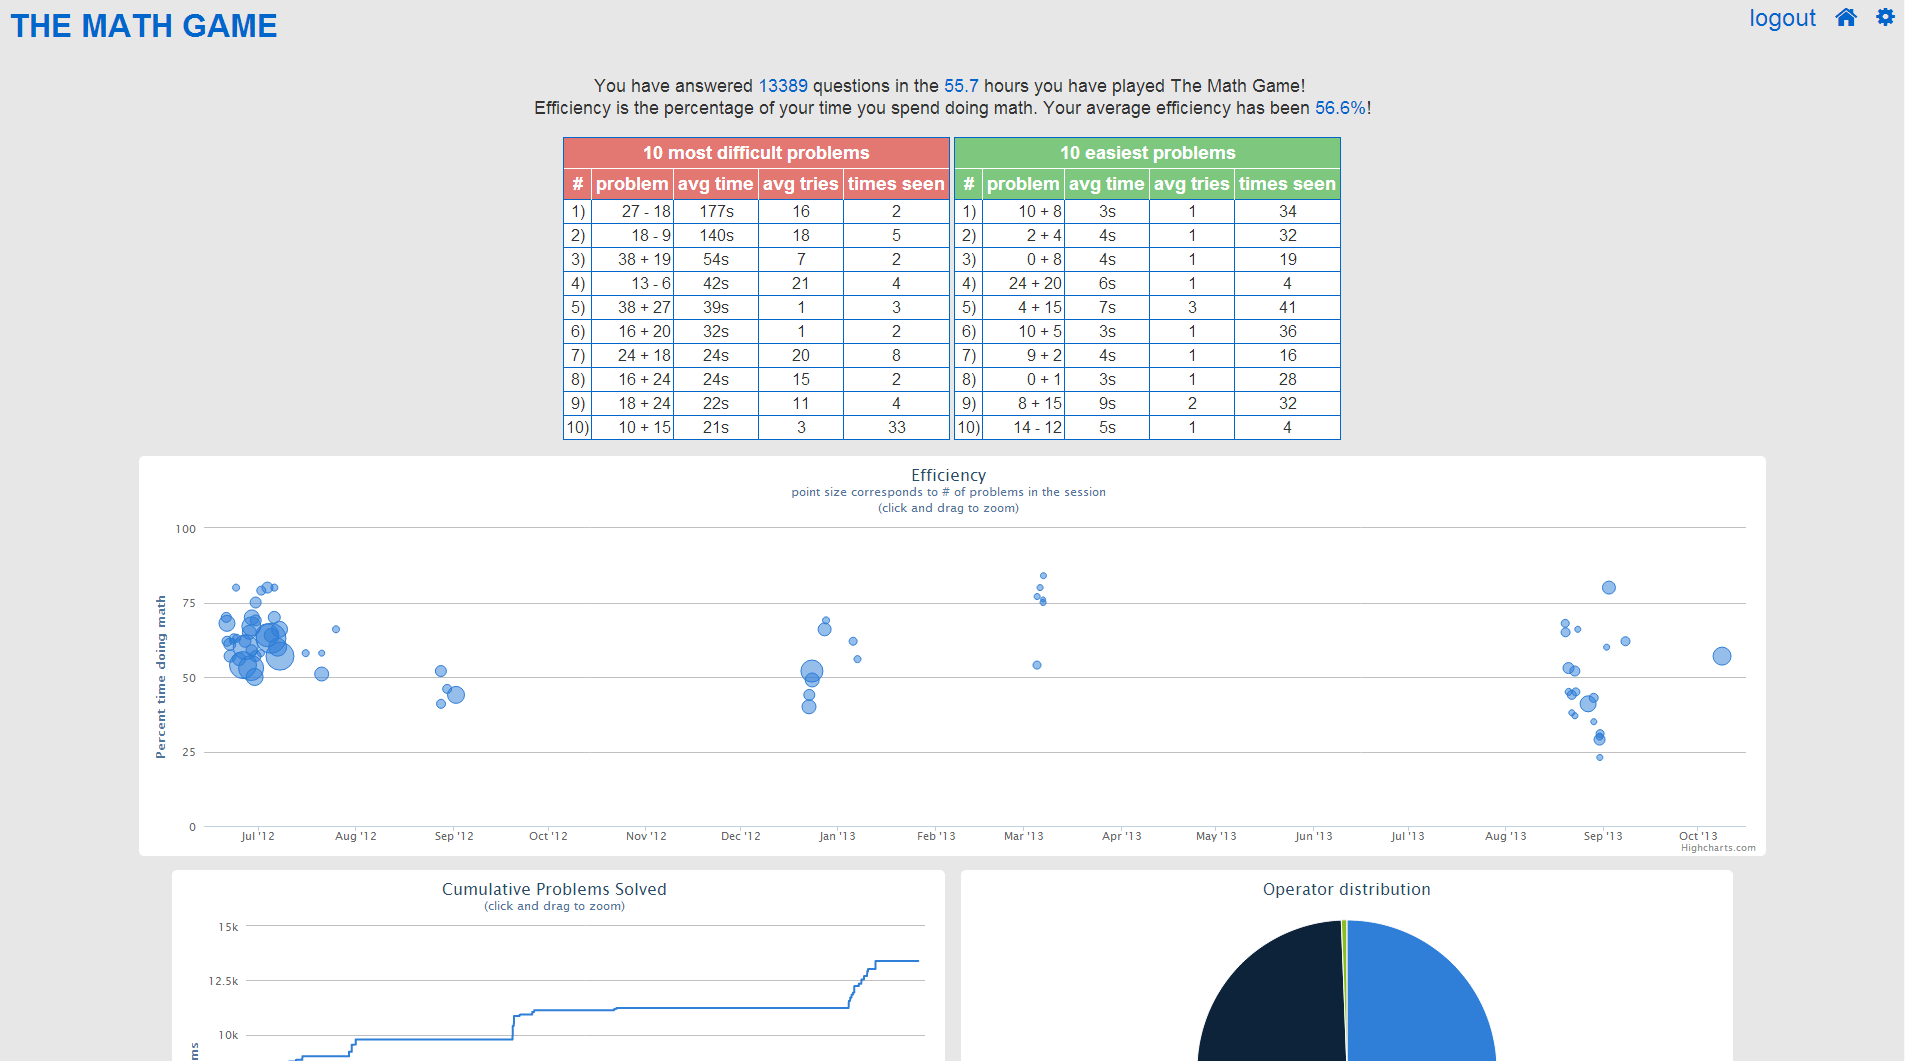 THE MATH GAME
logout
You have answered 13389 questions in the 55.7 hours you have played The Math Game!
Efficiency is the percentage of your time you spend doing math. Your average efficiency has been 56.6%!
10 most difficult problems
# problem avg time avg tries times seen
1) 27 - 18 177s 16 2
2) 18 - 9 140s 18 5
3) 38 + 19 54s 7 2
4) 13 - 6 42s 21 4
5) 38 + 27 39s 1 3
6) 16 + 20 32s 1 2
7) 24 + 18 24s 20 8
8) 16 + 24 24s 15 2
9) 18 + 24 22s 11 4
10) 10 + 15 21s 3 33
10 easiest problems
# problem avg time avg tries times seen
1) 10 + 8 3s 1 34
2) 2 + 4 4s 1 32
3) 0 + 8 4s 1 19
4) 24 + 20 6s 1 4
5) 4 + 15 7s 3 41
6) 10 + 5 3s 1 36
7) 9 + 2 4s 1 16
8) 0 + 1 3s 1 28
9) 8 + 15 9s 2 32
10) 14 - 12 5s 1 4
Efficiency
point size corresponds to # of problems in the session
(click and drag to zoom)
Percent time doing math
100
75
50
25
0
Jul '12 Aug '12 Sep '12 Oct '12 Nov '12 Dec '12 Jan '13 Feb '13 Mar '13 Apr '13 May '13 Jun '13 Jul '13 Aug '13 Sep '13 Oct '13
Highcharts.com
Cumulative Problems Solved
(click and drag to zoom)
15k
12.5k
10k
ms
Operator distribution